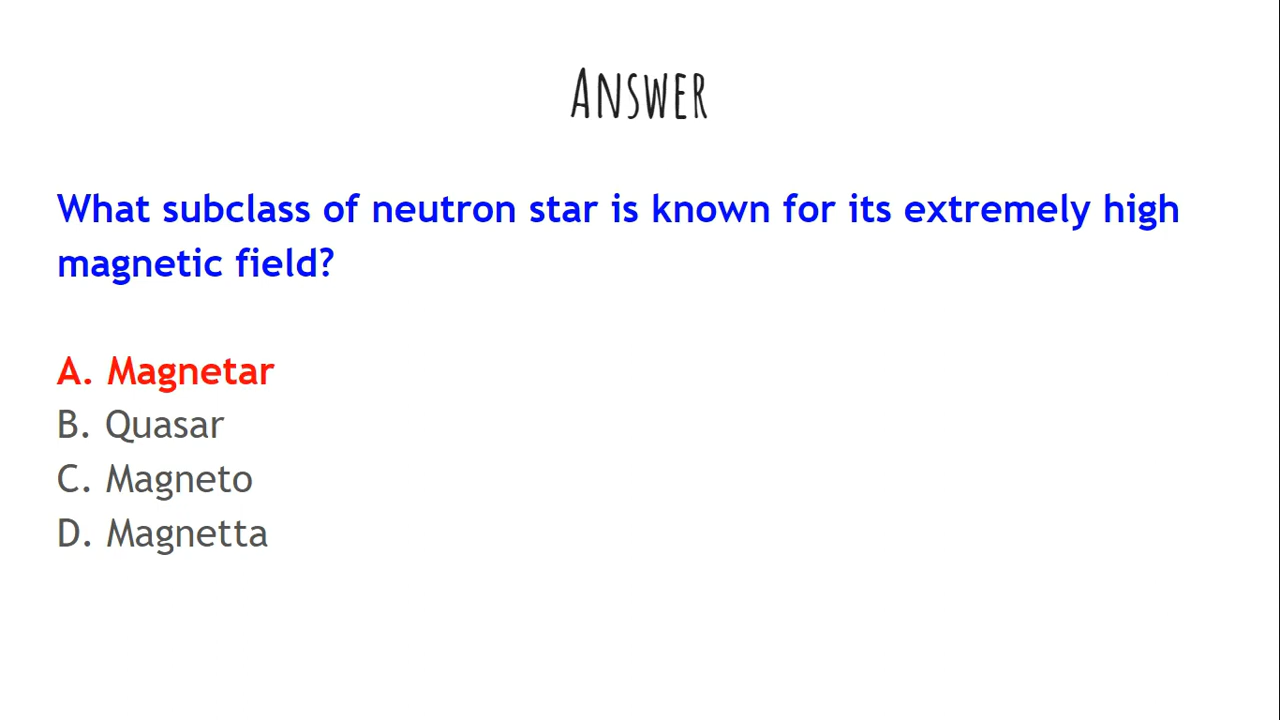 Answer
What subclass of neutron star is known for its extremely high
magnetic field?
A. Magnetar
B. Quasar
C. Magneto
D. Magnetta